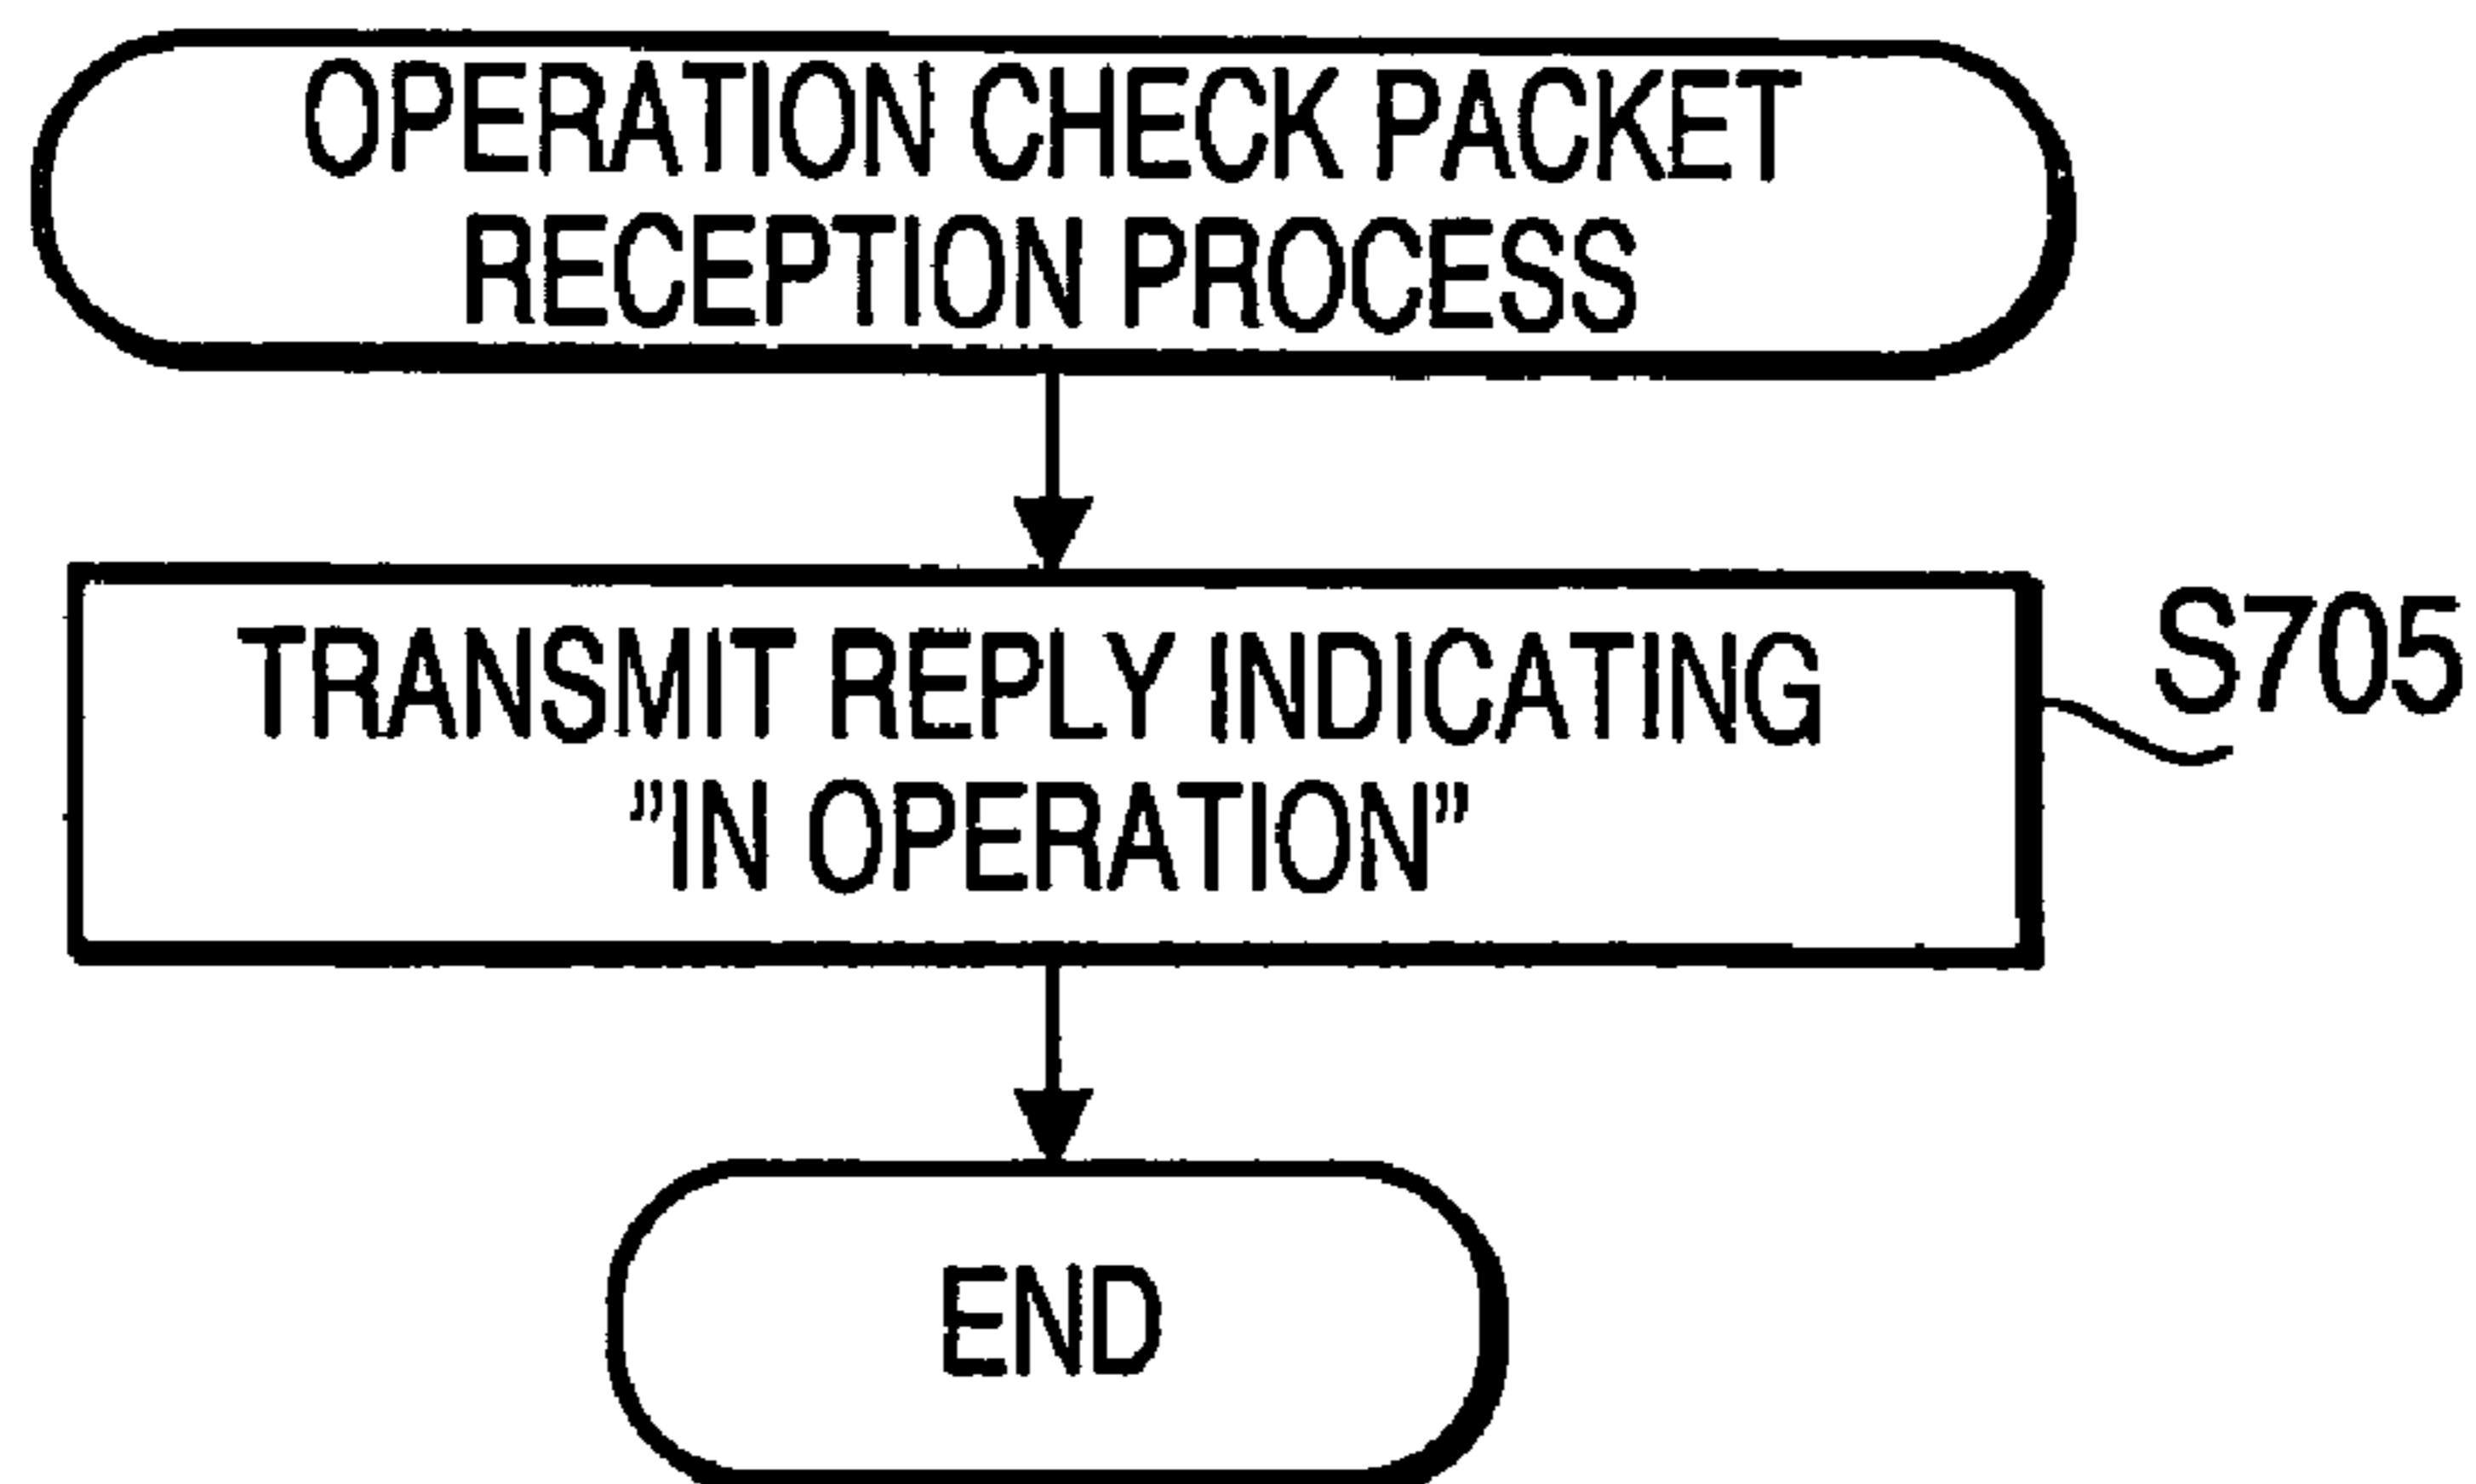 OPERATION CHECK PACKET
RECEPTION PROCESS
TRANSMIT REPLY INDICATING
”IN OPERATION”
S705
END